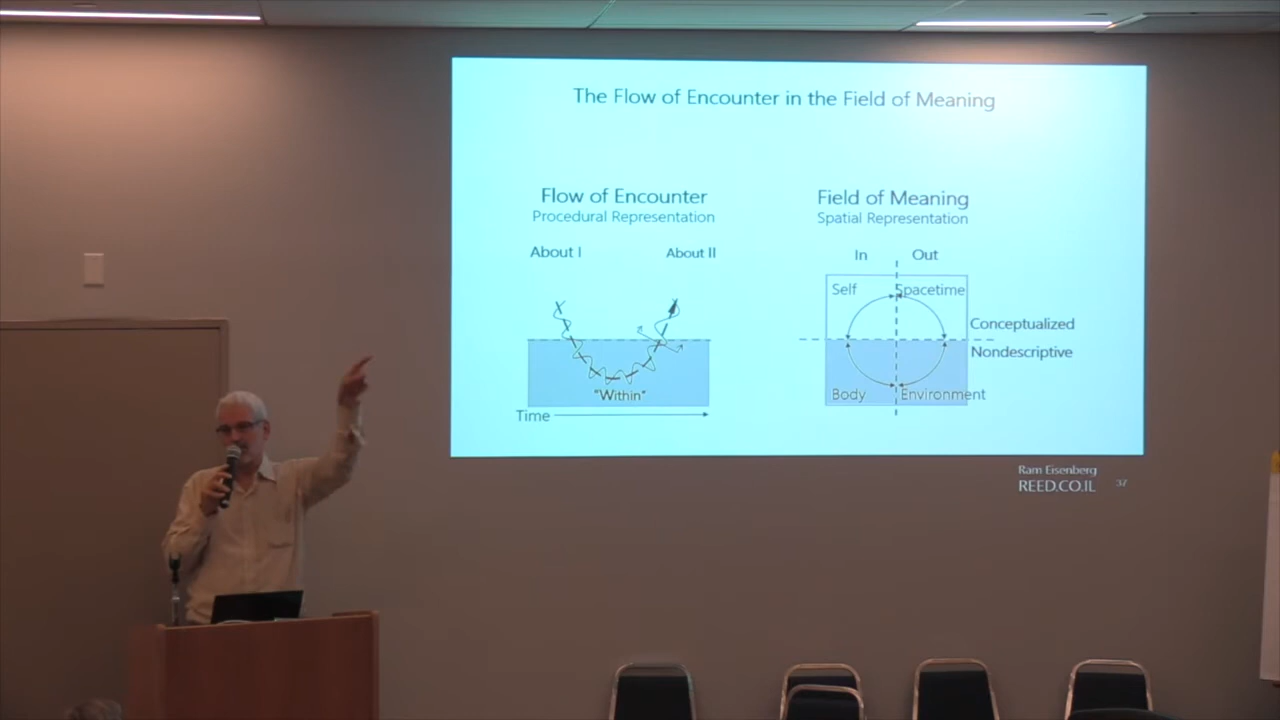 The Flow of Encounter in the Field of Meaning
Flow of Encounter
Procedural Representation
About I
About II
"Within"
Time
Field of Meaning
Spatial Representation
In
Out
Self
Spacetime
Conceptualized
Nondescriptive
Body
Environment
Ram Eisenberg
REED.CO.IL
37